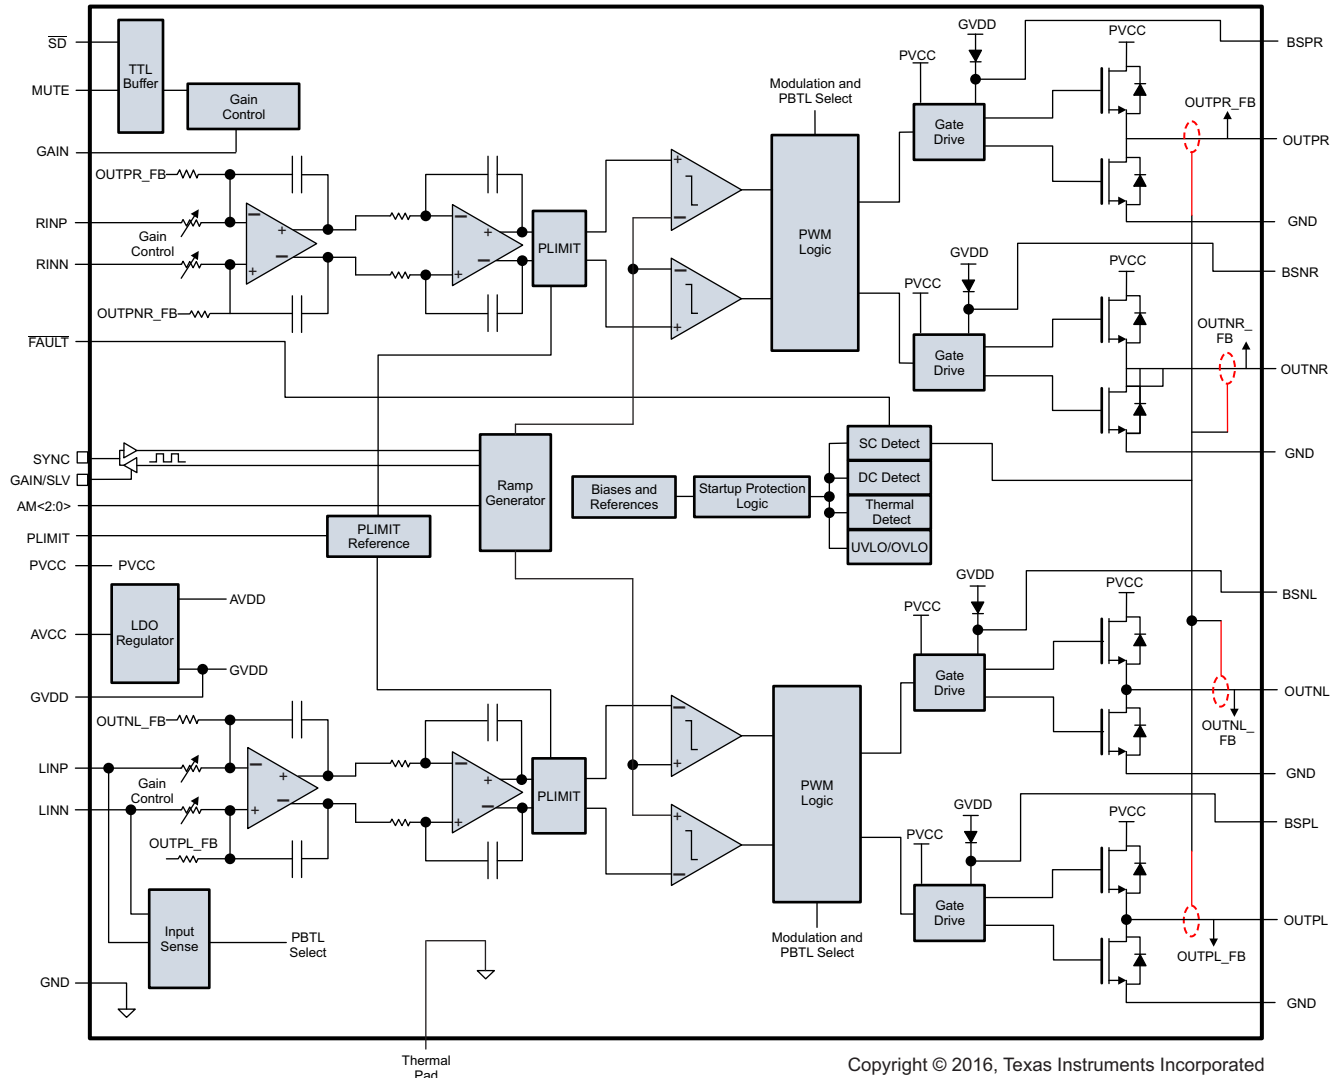 SD
MUTE
GAIN
TTL
Buffer
Gain
Control
OUTPR_FB
RINP
Gain
Control
RINN
OUTPNR_FB
FAULT
PLIMIT
Modulation and
PBTL Select
PWM
Logic
GVDD
PVCC
Gate
Drive
PVCC
BSPR
OUTPR_FB
OUTPR
GND
GVDD
PVCC
Gate
Drive
PVCC
BSNR
OUTNR_
FB
OUTNR
GND
SYNC
GAIN/SLV
AM<2:0>
PLIMIT
PVCC
PVCC
PLIMIT
Reference
Ramp
Generator
Biases and
References
Startup Protection
Logic
SC Detect
DC Detect
Thermal
Detect
UVLO/OVLO
AVCC
LDO
Regulator
AVDD
GVDD
GVDD
OUTNL_FB
LINP
Gain
Control
LINN
OUTPL_FB
PLIMIT
PWM
Logic
Modulation and
PBTL Select
GVDD
PVCC
Gate
Drive
PVCC
BSNL
OUTNL
OUTNL_
FB
GND
GVDD
PVCC
Gate
Drive
PVCC
BSPL
OUTPL
OUTPL_FB
GND
Input
Sense
PBTL
Select
GND
Thermal
Pad
Copyright © 2016, Texas Instruments Incorporated